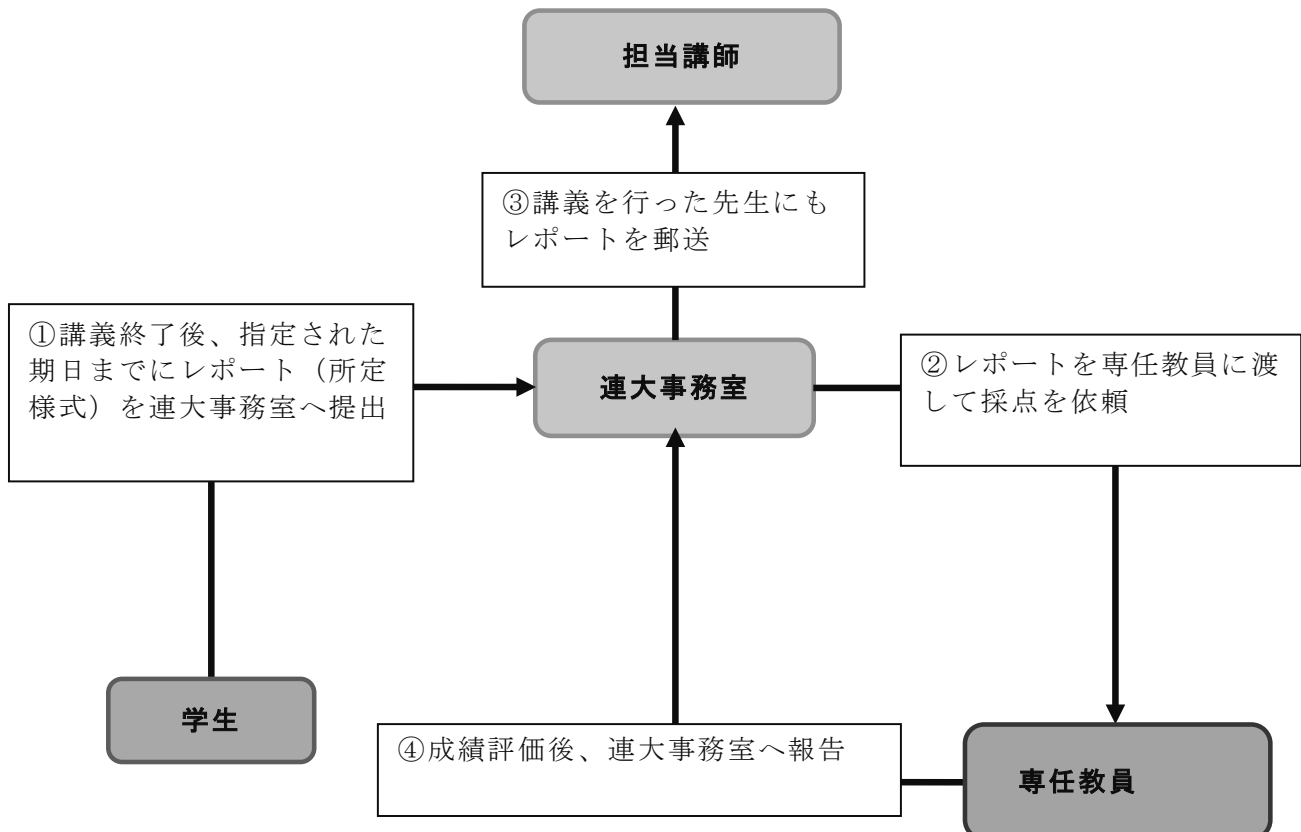 担当講師
③講義を行った先生にも
レポートを郵送
①講義終了後、指定された
期日までにレポート（所定
様式）を連大事務室へ提出
連大事務室
②レポートを専任教員に渡
して採点を依頼
学生
④成績評価後、連大事務室へ報告
専任教員